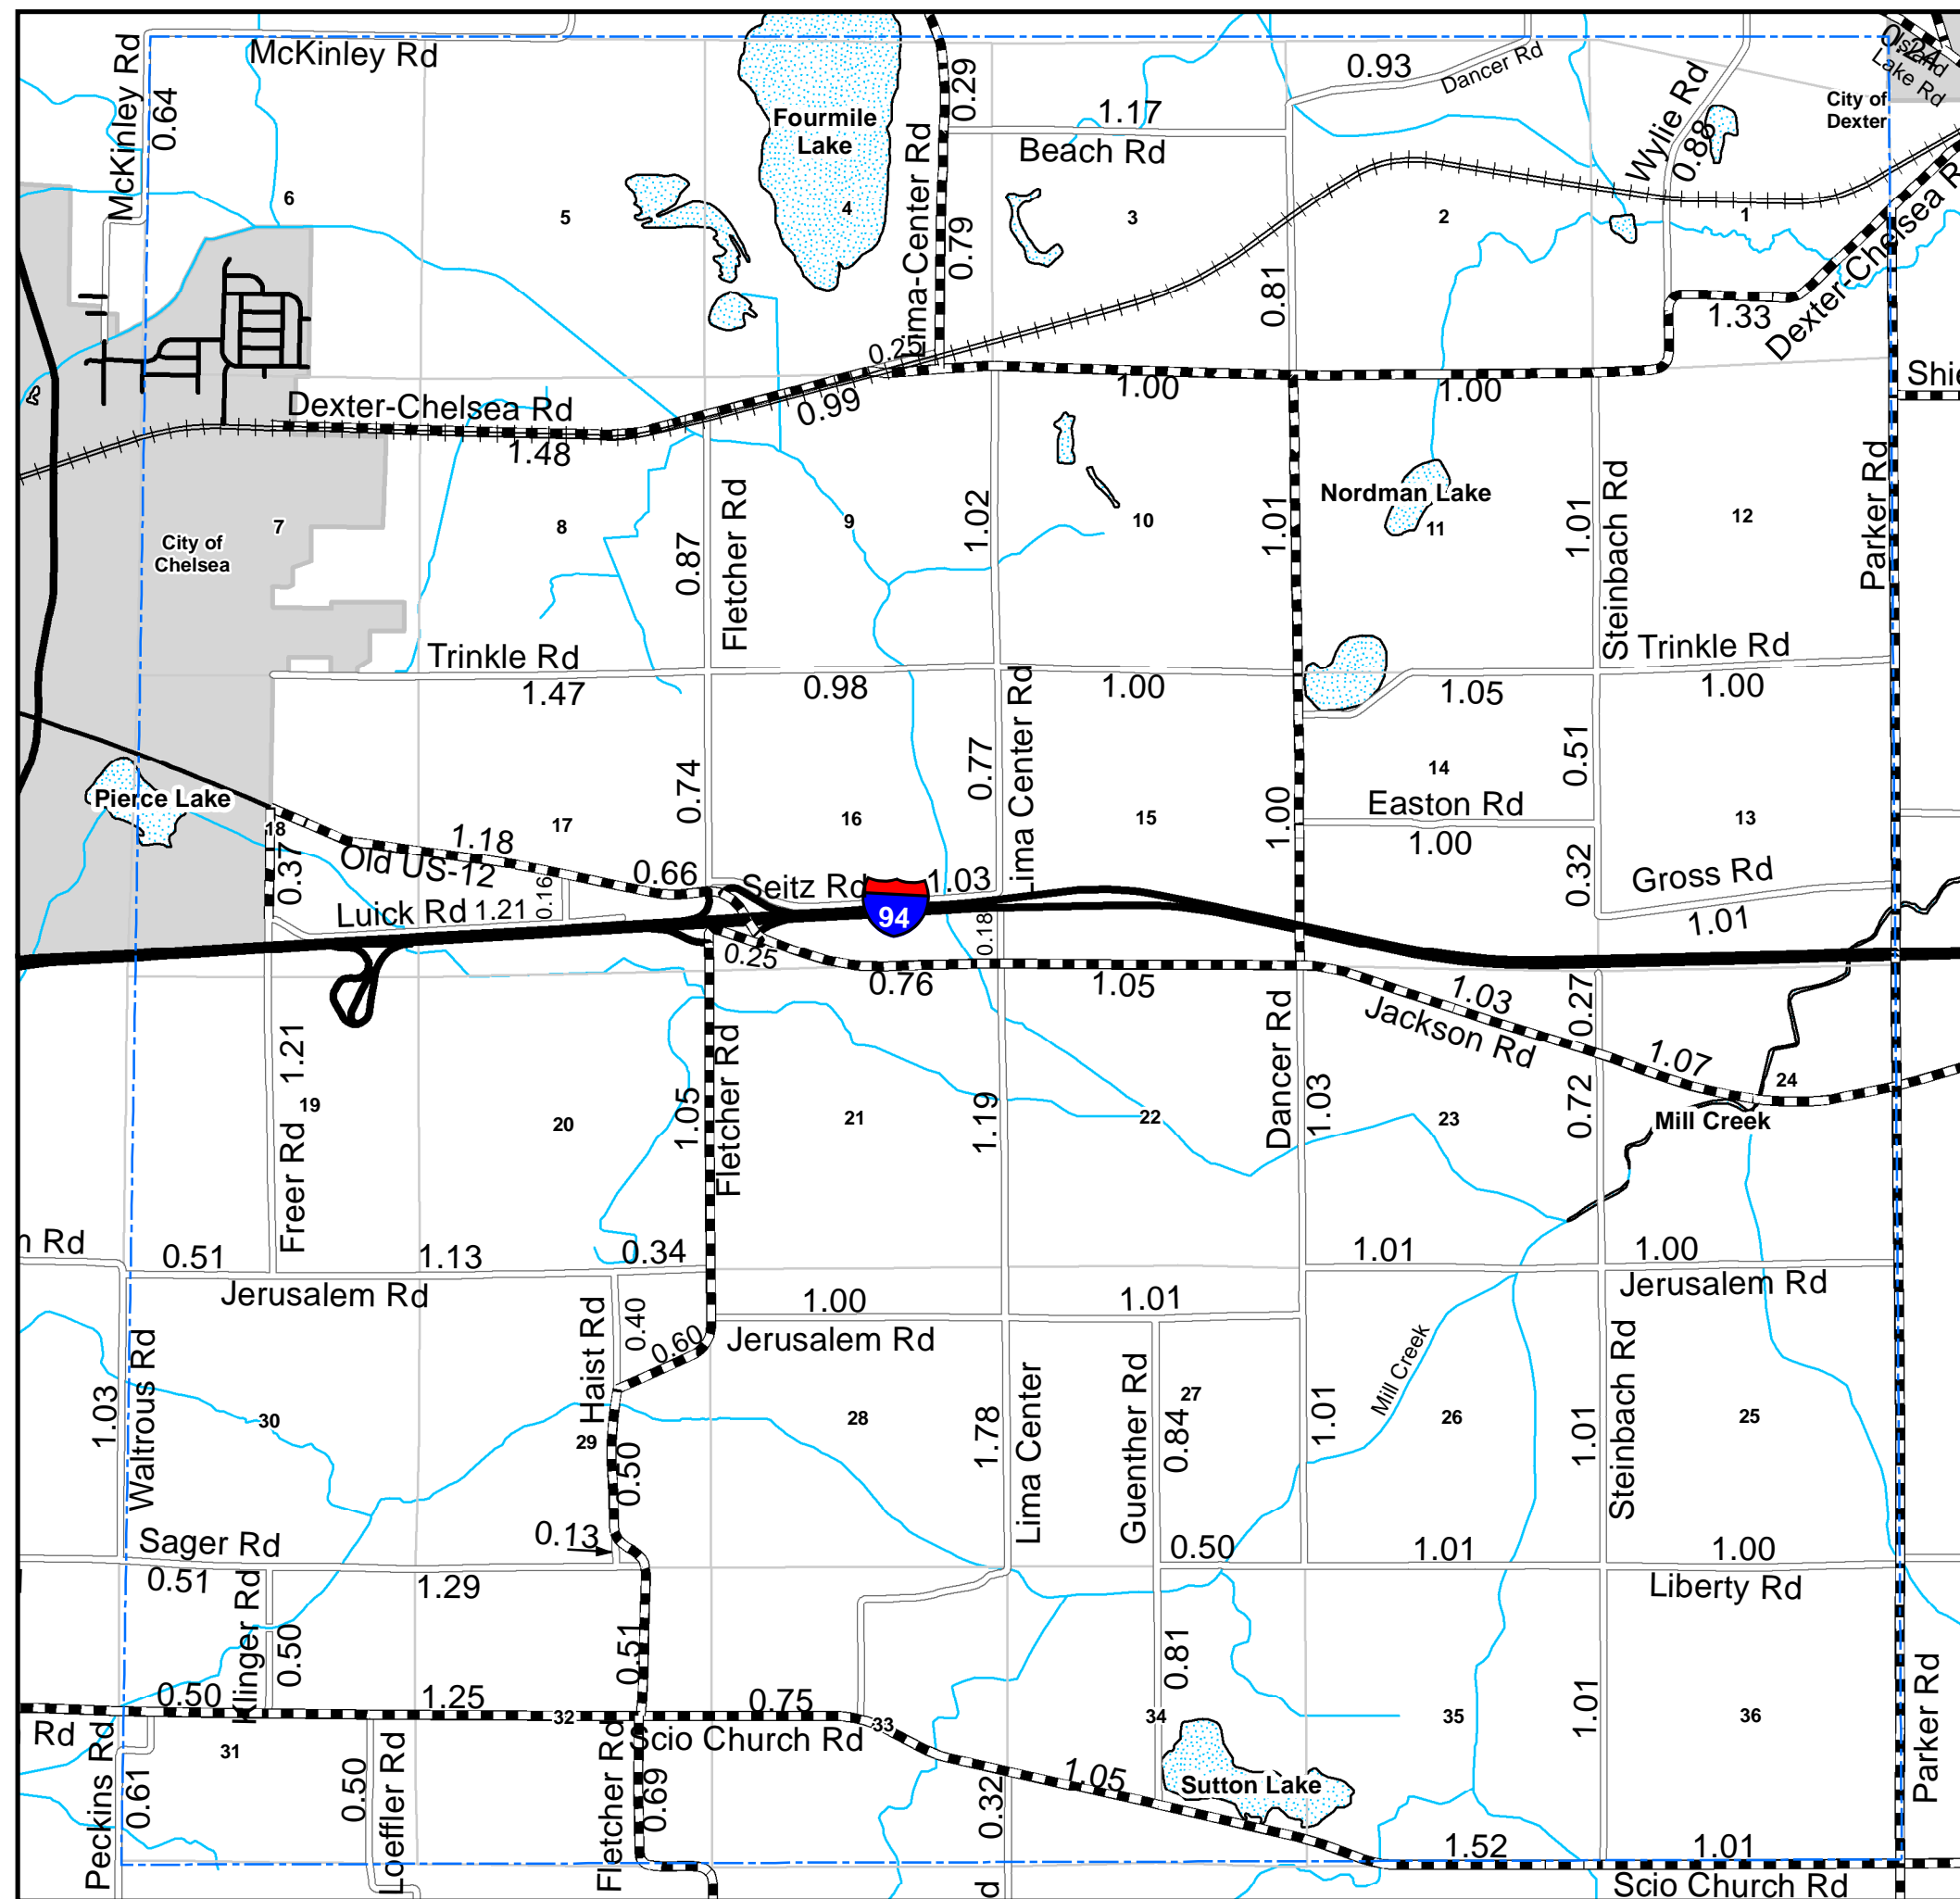 McKinley Rd
McKinley Rd
0.64
Fourmile
Lake
Lima-Center Rd
0.29
0.93
Dancer Rd
1.17
Beach Rd
Wylie Rd
0.88
City of
Dexter
Island
Lake Rd
0.24
6
5
4
3
2
1
0.79
0.81
1.33
Dexter-Chelsea R
0.25
Dexter-Chelsea Rd
1.48
0.99
1.00
1.00
Shie
City of
Chelsea
7
8
9
10
11
12
0.87
Fletcher Rd
1.02
1.01
Nordman Lake
1.01
Steinbach Rd
Parker Rd
Trinkle Rd
1.47
0.98
1.00
1.05
Trinkle Rd
1.00
Pierce Lake
18
17
16
15
14
13
0.74
0.77
Lima Center Rd
1.00
0.51
Easton Rd
1.00
0.32
Gross Rd
1.01
0.37
1.18
Old US-12
0.16
0.66
Luick Rd
1.21
Seitz Rd
1.03
94
0.18
0.25
0.76
1.05
1.03
Jackson Rd
0.27
1.07
Freer Rd
1.21
19
20
21
22
23
24
1.05
Fletcher Rd
1.19
Dancer Rd
1.03
0.72
Mill Creek
n Rd
0.51
1.13
0.34
Jerusalem Rd
1.01
1.00
Jerusalem Rd
1.00
1.01
Jerusalem Rd
0.40
0.60
Haist Rd
Waltrous Rd
1.03
30
29
28
27
26
25
0.50
1.78
Lima Center
Guenther Rd
0.84
1.01
Mill Creek
1.01
Steinbach Rd
0.13
Sager Rd
0.51
1.29
0.50
1.01
1.00
Liberty Rd
Klinger Rd
0.50
0.51
0.81
1.01
Parker Rd
0.50
1.25
0.75
Rd
Scio Church Rd
31
32
33
34
35
36
Peckins Rd
0.61
0.50
Loeffler Rd
Fletcher Rd
0.69
0.32
1.05
Sutton Lake
1.52
1.01
Scio Church Rd
d